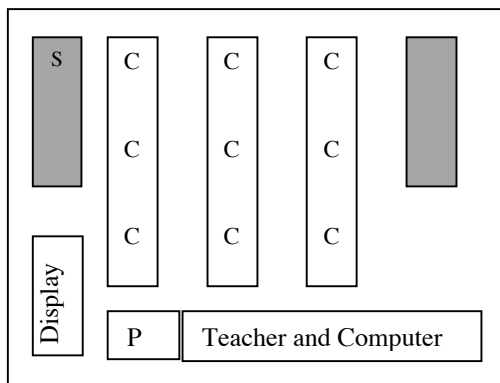 S C C C
C C C
C C C
Display
P Teacher and Computer